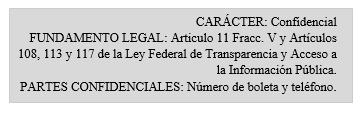 CARÁCTER: Confidencial
FUNDAMENTO LEGAL: Articulo 11 Fracc. V y Artículos
108, 113 y 117 de la Ley Federal de Transparencia y Acceso a
la Información Pública.
PARTES CONFIDENCIALES: Número de boleta y teléfono.